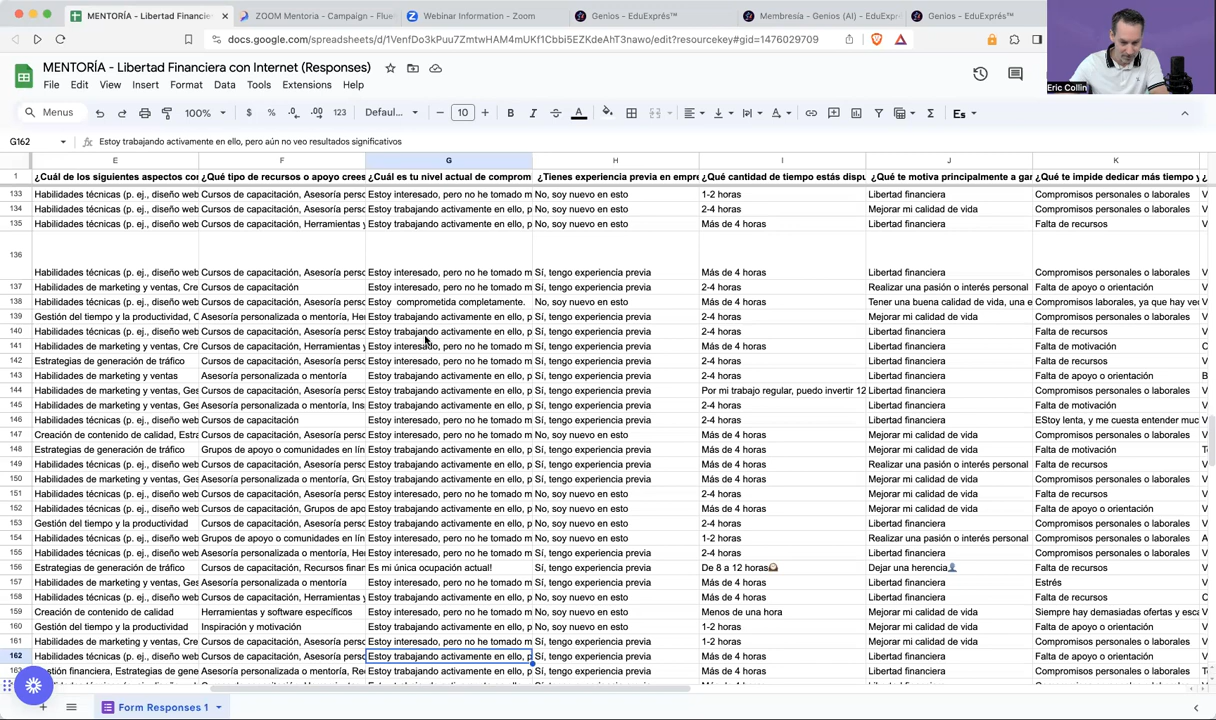 MENTORÍA - Libertad Financie
ZOOM Mentoria - Campaign - Flue
Webinar Information - Zoom
Genios - EduExprés™
Membresía - Genios (AI) - EduExpr
Genios - EduExprés™
docs.google.com/spreadsheets/d/1VenfDo3kPuu7ZmtwHAM4mUKf1Cbbi5EZKdeAhT3nawo/edit?resourcekey#gid=1476029709
MENTORÍA - Libertad Financiera con Internet (Responses)
File Edit View Insert Format Data Tools Extensions Help
Eric Collin
Menus 100% $ % .0 .00 123 Defaul... 10 B I A Es
G162 fx Estoy trabajando activamente en ello, pero aún no veo resultados significativos
E F G H I J K
1 ¿Cuál de los siguientes aspectos con ¿Qué tipo de recursos o apoyo crees ¿Cuál es tu nivel actual de comprom ¿Tienes experiencia previa en empre ¿Qué cantidad de tiempo estás dispu ¿Qué te motiva principalmente a gan ¿Qué te impide dedicar más tiempo y ¿
133 Habilidades técnicas (p. ej., diseño web Cursos de capacitación, Asesoría perso Estoy interesado, pero no he tomado m No, soy nuevo en esto 1-2 horas Libertad financiera Compromisos personales o laborales V
134 Habilidades técnicas (p. ej., diseño web Cursos de capacitación, Asesoría perso Estoy trabajando activamente en ello, p No, soy nuevo en esto 2-4 horas Mejorar mi calidad de vida Compromisos personales o laborales V
135 Habilidades técnicas (p. ej., diseño web Cursos de capacitación, Herramientas y Estoy trabajando activamente en ello, p No, soy nuevo en esto Más de 4 horas Libertad financiera Falta de recursos V
136 Habilidades técnicas (p. ej., diseño web Cursos de capacitación, Asesoría perso Estoy interesado, pero no he tomado m Sí, tengo experiencia previa Más de 4 horas Libertad financiera Compromisos personales o laborales V
137 Habilidades de marketing y ventas, Cre Cursos de capacitación Estoy interesado, pero no he tomado m Sí, tengo experiencia previa 2-4 horas Realizar una pasión o interés personal Falta de apoyo o orientación V
138 Habilidades técnicas (p. ej., diseño web Cursos de capacitación, Asesoría perso Estoy comprometida completamente. No, soy nuevo en esto Más de 4 horas Tener una buena calidad de vida, una e Compromisos laborales, ya que hay vec V
139 Gestión del tiempo y la productividad, C Asesoría personalizada o mentoría, Her Estoy trabajando activamente en ello, p Sí, tengo experiencia previa 2-4 horas Mejorar mi calidad de vida Compromisos personales o laborales V
140 Habilidades técnicas (p. ej., diseño web Cursos de capacitación, Asesoría perso Estoy trabajando activamente en ello, p Sí, tengo experiencia previa 2-4 horas Libertad financiera Falta de recursos V
141 Habilidades de marketing y ventas, Cre Cursos de capacitación, Herramientas y Estoy interesado, pero no he tomado m Sí, tengo experiencia previa Más de 4 horas Libertad financiera Falta de motivación C
142 Estrategias de generación de tráfico Cursos de capacitación, Asesoría perso Estoy trabajando activamente en ello, p Sí, tengo experiencia previa 2-4 horas Libertad financiera Falta de recursos V
143 Habilidades de marketing y ventas Asesoría personalizada o mentoría Estoy trabajando activamente en ello, p Sí, tengo experiencia previa 2-4 horas Libertad financiera Falta de apoyo o orientación B
144 Habilidades de marketing y ventas, Ges Cursos de capacitación, Asesoría perso Estoy trabajando activamente en ello, p Sí, tengo experiencia previa Por mi trabajo regular, puedo invertir 12 Libertad financiera Compromisos personales o laborales V
145 Habilidades de marketing y ventas, Ges Asesoría personalizada o mentoría, Ins Estoy trabajando activamente en ello, p Sí, tengo experiencia previa 2-4 horas Libertad financiera Falta de motivación V
146 Habilidades técnicas (p. ej., diseño web Cursos de capacitación Estoy trabajando activamente en ello, p Sí, tengo experiencia previa 2-4 horas Libertad financiera EStoy lenta, y me cuesta entender muc V
147 Creación de contenido de calidad, Estra Cursos de capacitación, Asesoría perso Estoy interesado, pero no he tomado m No, soy nuevo en esto Más de 4 horas Mejorar mi calidad de vida Compromisos personales o laborales V
148 Estrategias de generación de tráfico Grupos de apoyo o comunidades en lín Estoy trabajando activamente en ello, p Sí, tengo experiencia previa Más de 4 horas Mejorar mi calidad de vida Falta de motivación
149 Habilidades técnicas (p. ej., diseño web Cursos de capacitación, Asesoría perso Estoy trabajando activamente en ello, p Sí, tengo experiencia previa Más de 4 horas Realizar una pasión o interés personal Falta de recursos V
150 Habilidades de marketing y ventas, Ges Asesoría personalizada o mentoría, Gru Estoy trabajando activamente en ello, p Sí, tengo experiencia previa Más de 4 horas Mejorar mi calidad de vida Falta de recursos V
151 Habilidades técnicas (p. ej., diseño web Cursos de capacitación, Asesoría perso Estoy interesado, pero no he tomado m No, soy nuevo en esto 2-4 horas Mejorar mi calidad de vida Falta de recursos V
152 Habilidades técnicas (p. ej., diseño web Cursos de capacitación, Grupos de apo Estoy interesado, pero no he tomado m No, soy nuevo en esto Más de 4 horas Mejorar mi calidad de vida Falta de apoyo o orientación V
153 Gestión del tiempo y la productividad Cursos de capacitación, Asesoría perso Estoy trabajando activamente en ello, p No, soy nuevo en esto 2-4 horas Libertad financiera Compromisos personales o laborales V
154 Habilidades técnicas (p. ej., diseño web Grupos de apoyo o comunidades en lín Estoy interesado, pero no he tomado m No, soy nuevo en esto 1-2 horas Realizar una pasión o interés personal Compromisos personales o laborales A
155 Habilidades técnicas (p. ej., diseño web Asesoría personalizada o mentoría, Her Estoy interesado, pero no he tomado m Sí, tengo experiencia previa 2-4 horas Libertad financiera Compromisos personales o laborales V
156 Estrategias de generación de tráfico Cursos de capacitación, Recursos finan Es mi única ocupación actual! Sí, tengo experiencia previa De 8 a 12 horas🕰️ Dejar una herencia👤 Compromisos personales o laborales V
157 Habilidades de marketing y ventas, Ges Asesoría personalizada o mentoría Estoy trabajando activamente en ello, p Sí, tengo experiencia previa Más de 4 horas Libertad financiera Estrés V
158 Habilidades técnicas (p. ej., diseño web Cursos de capacitación, Herramientas y Estoy trabajando activamente en ello, p No, soy nuevo en esto Más de 4 horas Libertad financiera Falta de recursos C
159 Creación de contenido de calidad Herramientas y software específicos Estoy interesado, pero no he tomado m No, soy nuevo en esto Menos de una hora Mejorar mi calidad de vida Siempre hay demasiadas ofertas y esca V
160 Gestión del tiempo y la productividad Inspiración y motivación Estoy trabajando activamente en ello, p No, soy nuevo en esto 1-2 horas Mejorar mi calidad de vida Falta de recursos V
161 Habilidades de marketing y ventas, Cre Cursos de capacitación, Asesoría perso Estoy interesado, pero no he tomado m Sí, tengo experiencia previa 1-2 horas Mejorar mi calidad de vida Compromisos personales o laborales V
162 Habilidades técnicas (p. ej., diseño web Cursos de capacitación, Asesoría perso Estoy trabajando activamente en ello, p Sí, tengo experiencia previa Más de 4 horas Libertad financiera Falta de apoyo o orientación V
163 stión financiera, Estrategias de gene Asesoría personalizada o mentoría, Rec Estoy trabajando activamente en ello, p Sí, tengo experiencia previa Más de 4 horas Libertad financiera Falta de recursos V
Form Responses 1